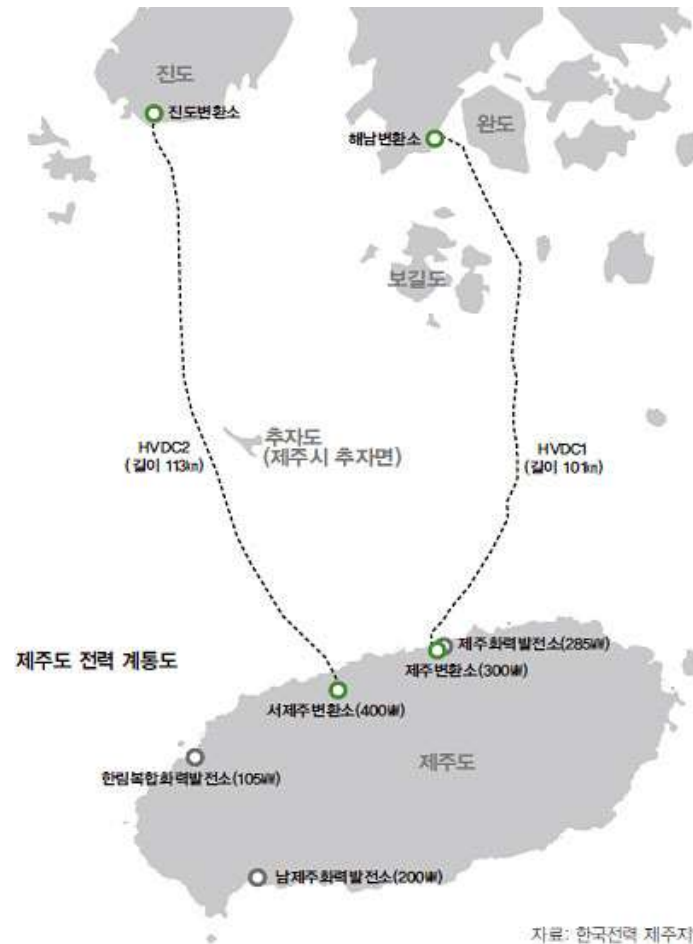 진도
진도변환소
해남변환소
완도
보길도
추자도
(제주시 추자면)
HVDC2
(길이 113㎞)
HVDC1
(길이 101㎞)
제주도 전력 계통도
제주화력발전소(285㎿)
제주변환소(300㎿)
서제주변환소(400㎿)
한림복합화력발전소(105㎿)
제주도
남제주화력발전소(200㎿)
자료: 한국전력 제주지